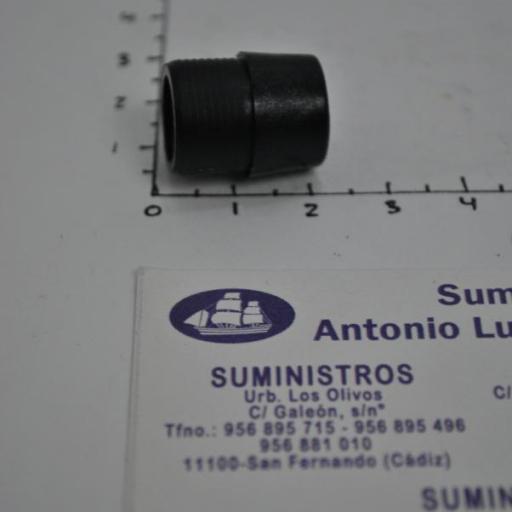 3
2
1
0 1 2 3 4
Sum
Antonio Lu
SUMINISTROS
Urb. Los Olivos
C/ Galeón, s/nº
C/
Tfno.: 956 895 715 - 956 895 496
956 881 010
11100-San Fernando (Cádiz)
SUMIN